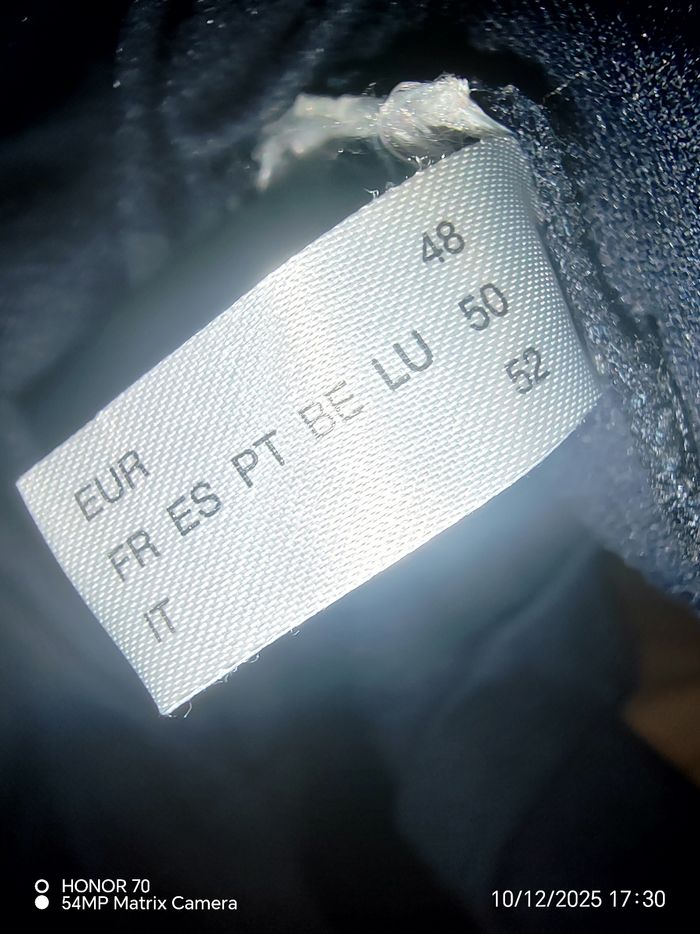 EUR 48
FR ES PT BE LU 50
IT 52
HONOR 70
54MP Matrix Camera
10/12/2025 17:30